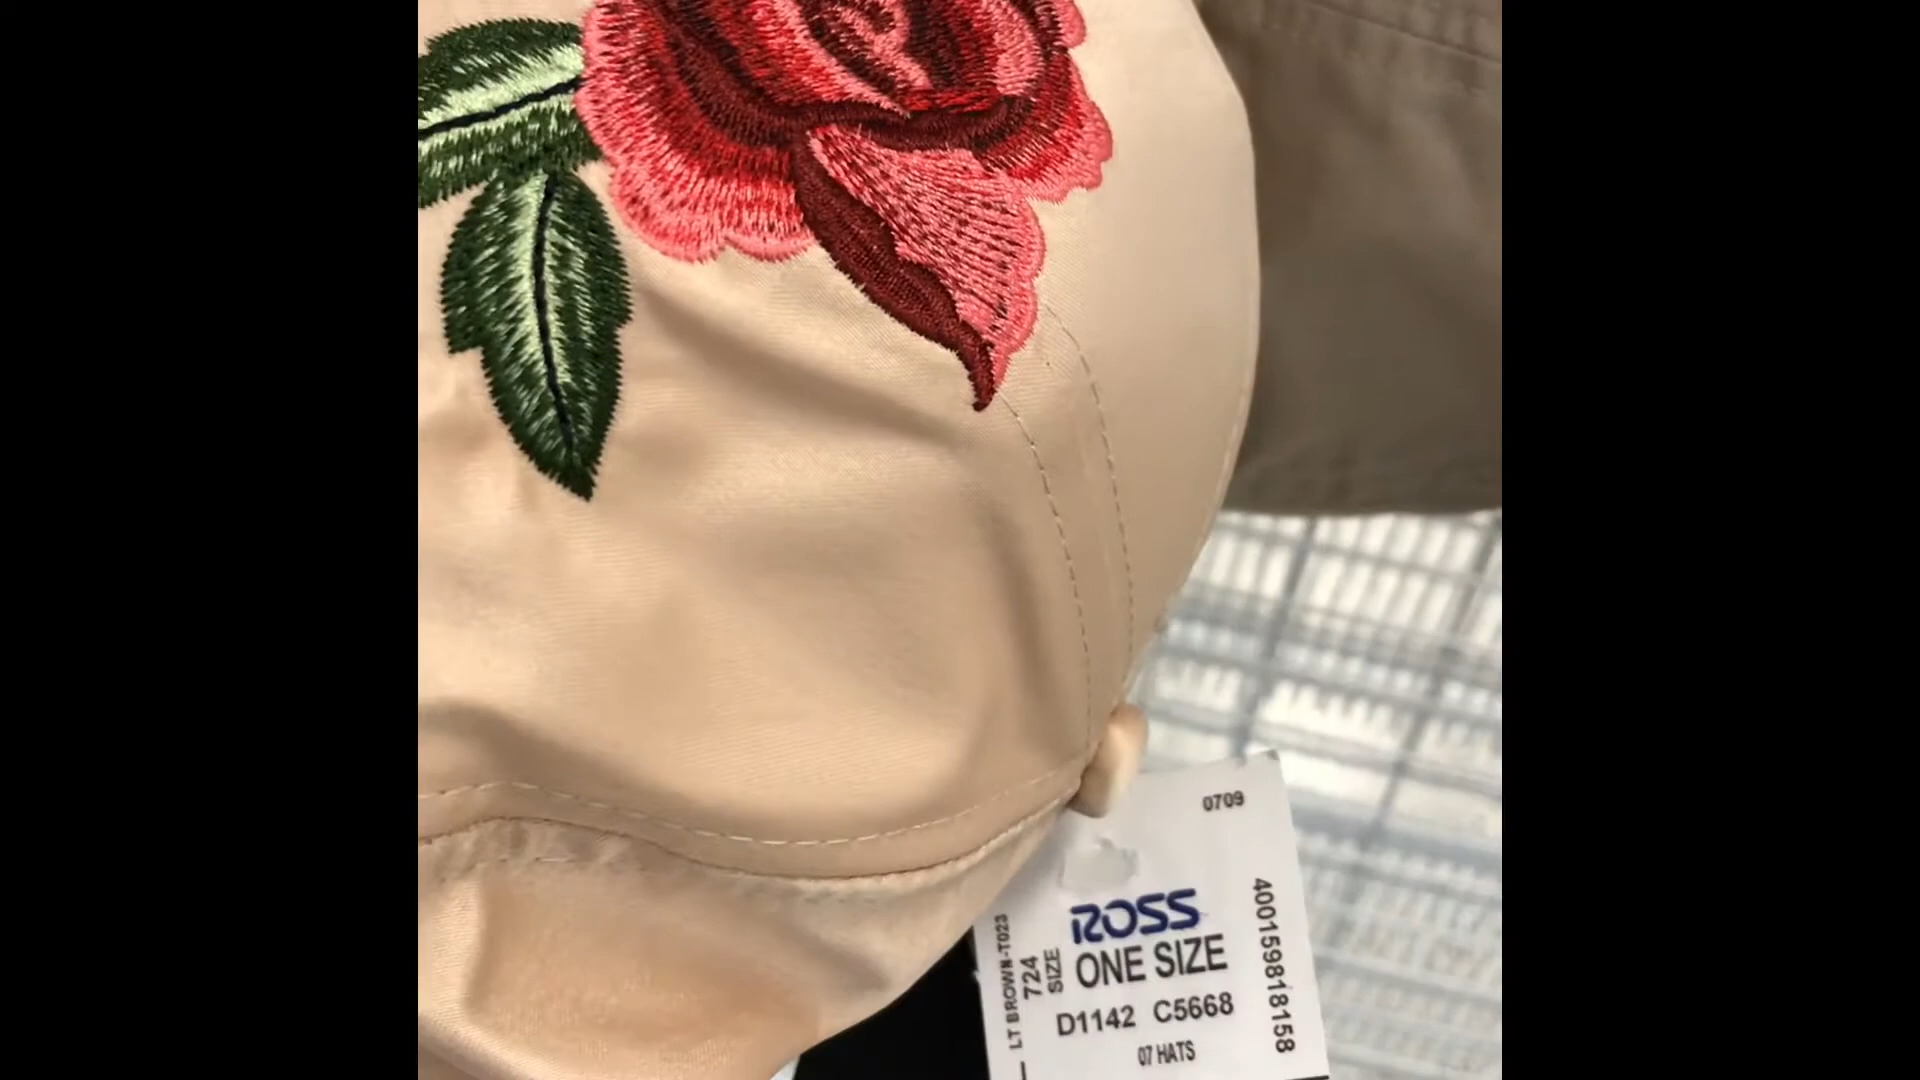 0709
ROSS
ONE SIZE
SIZE
724
LT BROWN-T023
D1142 C5668
07 HATS
400159818158